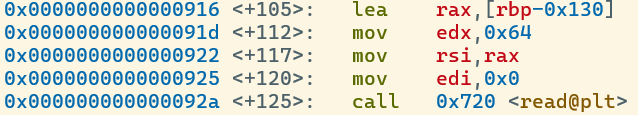 0x0000000000000916 <+105>: lea rax,[rbp-0x130]
0x000000000000091d <+112>: mov edx,0x64
0x0000000000000922 <+117>: mov rsi,rax
0x0000000000000925 <+120>: mov edi,0x0
0x000000000000092a <+125>: call 0x720 <read@plt>